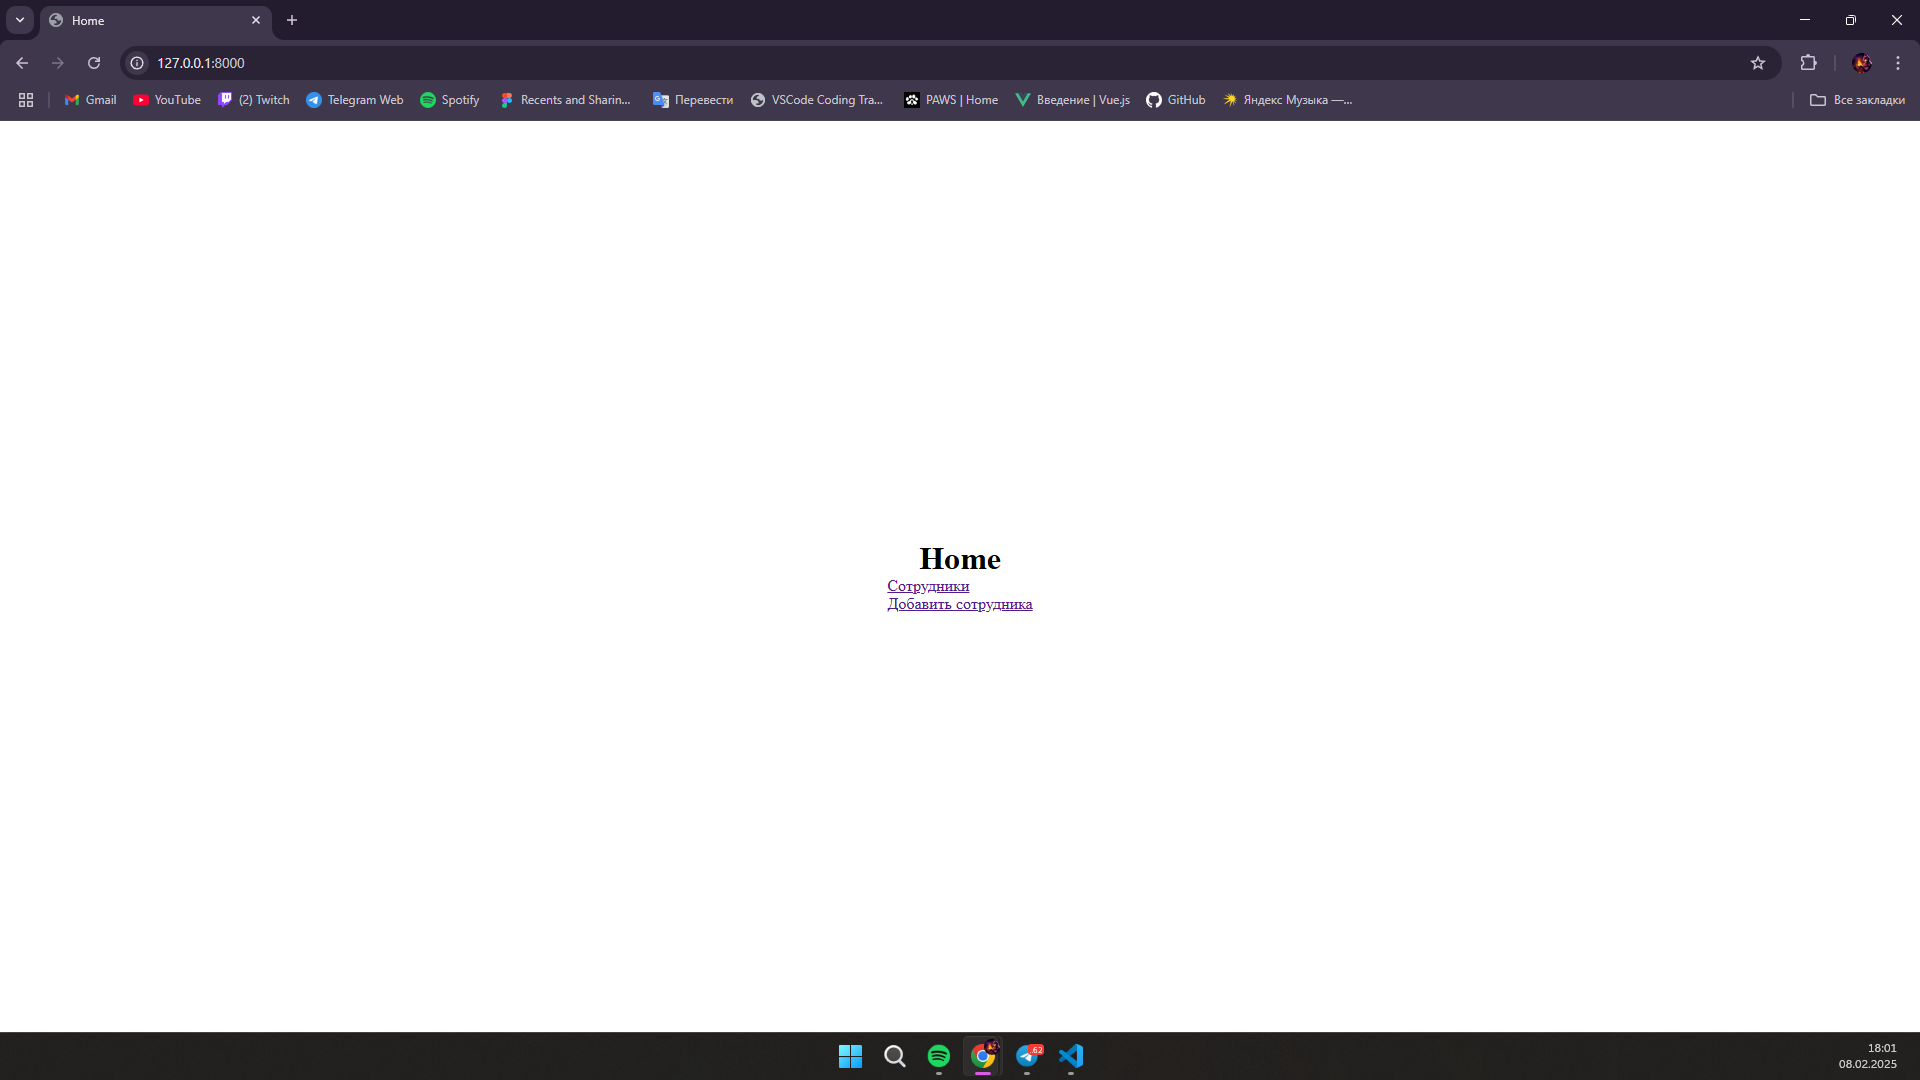 Home
127.0.0.1:8000
Gmail
YouTube
(2) Twitch
Telegram Web
Spotify
Recents and Sharin...
Перевести
VSCode Coding Tra...
PAWS | Home
Введение | Vue.js
GitHub
Яндекс Музыка —...
Все закладки
Home
Сотрудники
Добавить сотрудника
62
18:01
08.02.2025